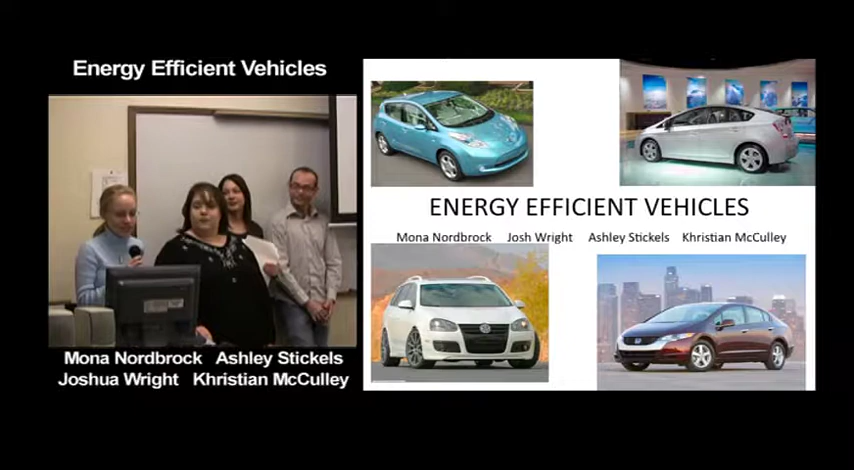 Energy Efficient Vehicles
Mona Nordbrock Ashley Stickels
Joshua Wright Khristian McCulley
ENERGY EFFICIENT VEHICLES
Mona Nordbrock Josh Wright Ashley Stickels Khristian McCulley